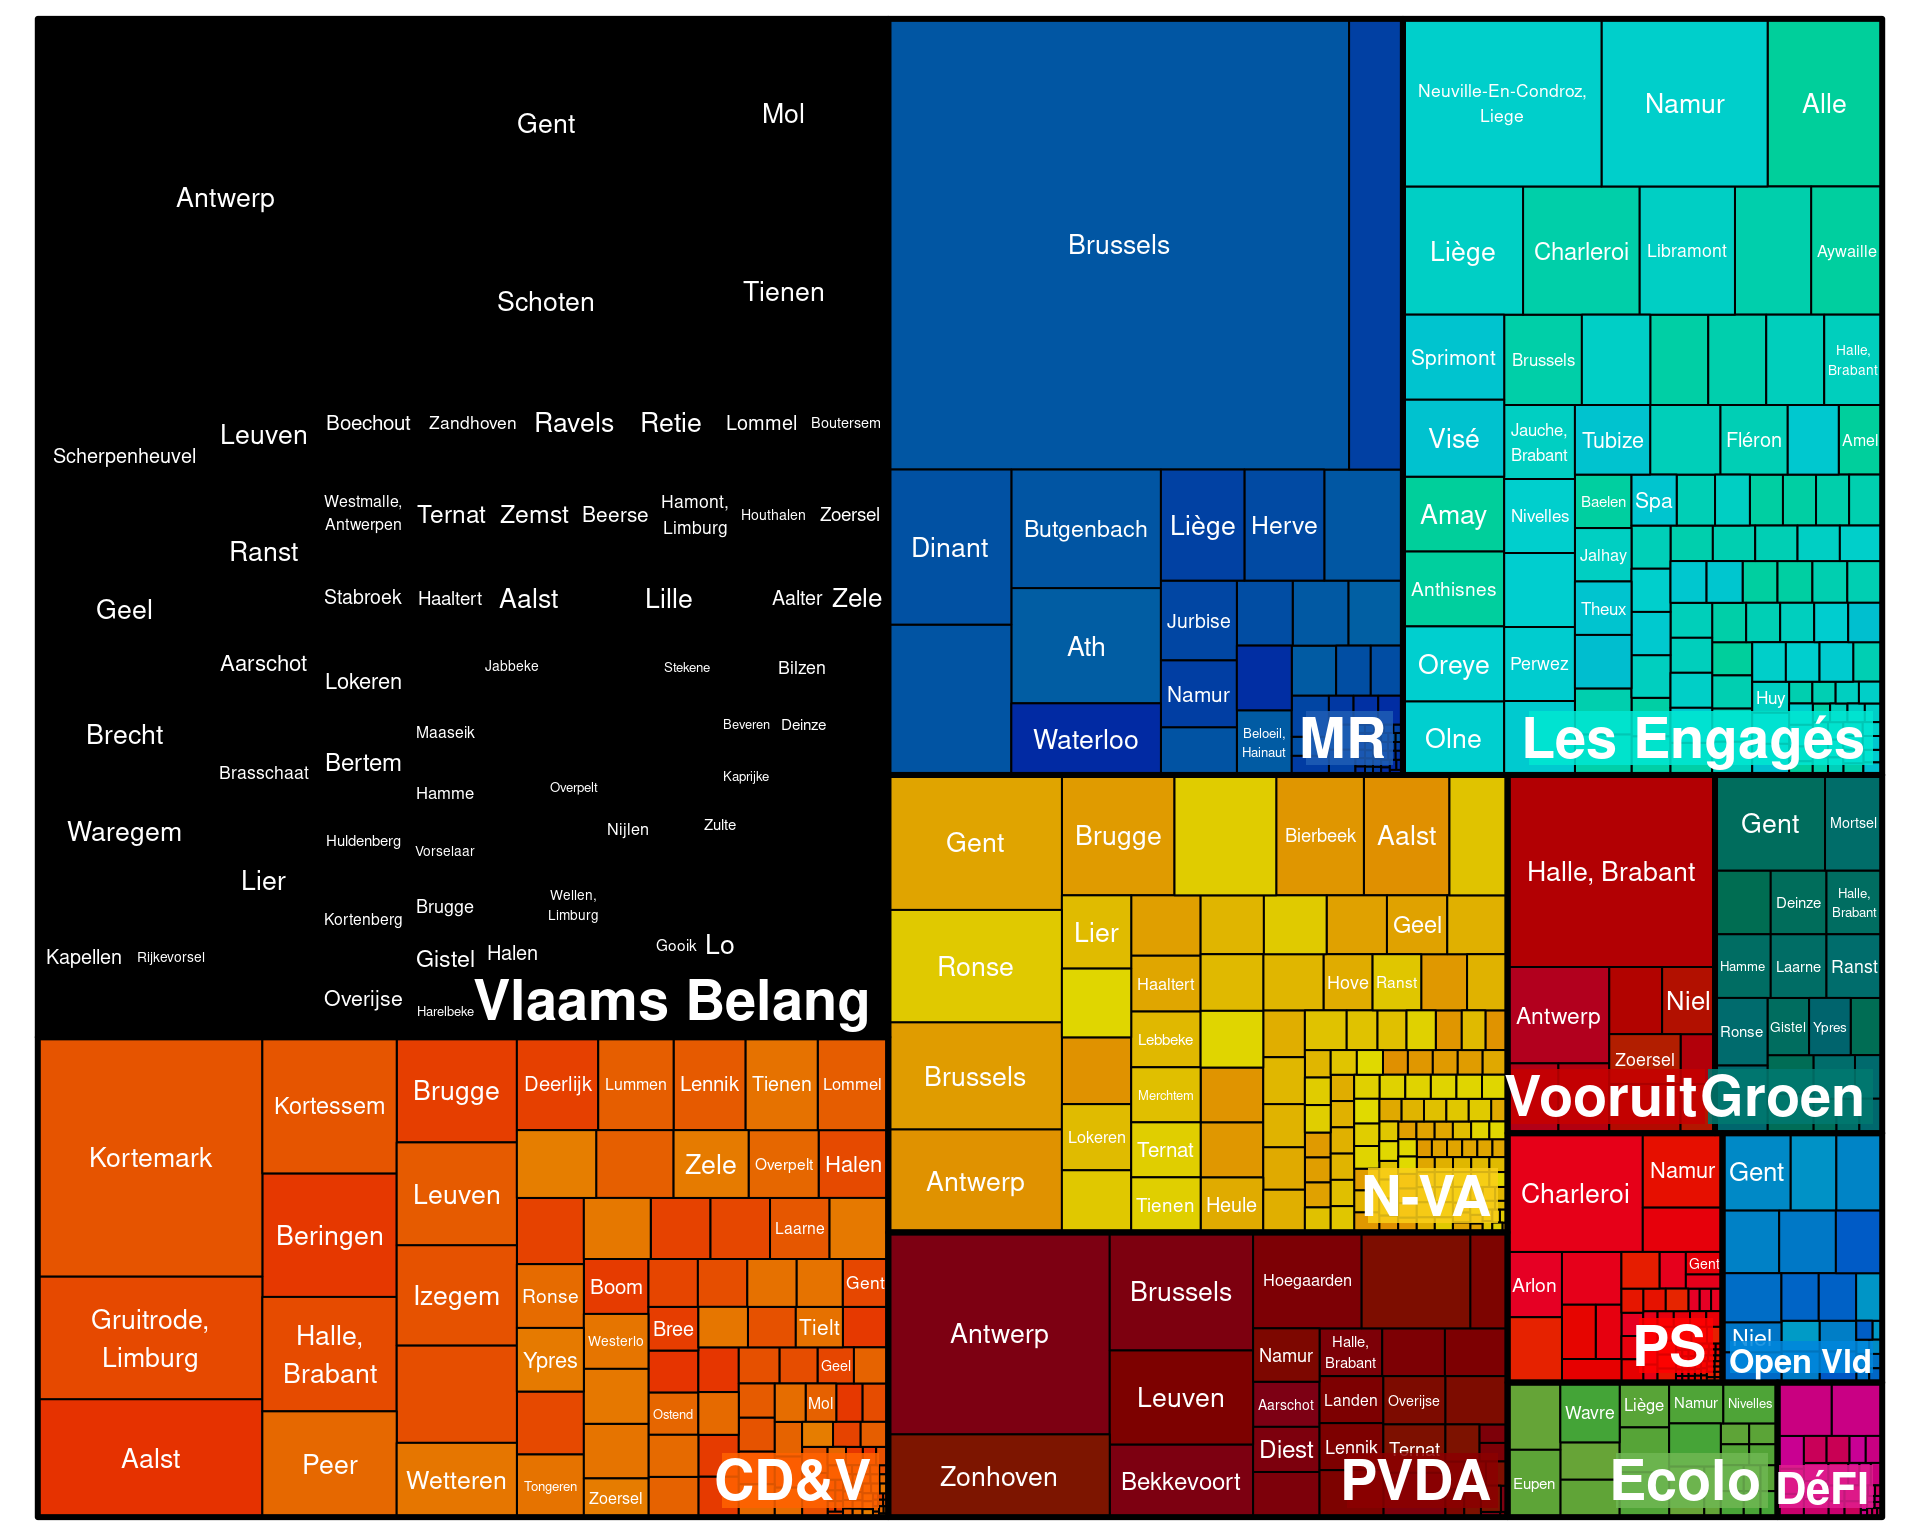 Gent
Mol
Antwerp
Schoten
Tienen
Scherpenheuvel
Leuven
Boechout
Zandhoven
Ravels
Retie
Lommel
Boutersem
Westmalle,
Antwerpen
Ternat
Zemst
Beerse
Hamont,
Limburg
Houthalen
Zoersel
Ranst
Geel
Stabroek
Haaltert
Aalst
Lille
Aalter
Zele
Aarschot
Lokeren
Jabbeke
Stekene
Bilzen
Brecht
Maaseik
Beveren
Deinze
Brasschaat
Bertem
Hamme
Overpelt
Kaprijke
Waregem
Huldenberg
Vorselaar
Nijlen
Zulte
Lier
Kortenberg
Brugge
Wellen,
Limburg
Kapellen
Rijkevorsel
Gistel
Halen
Gooik
Lo
Overijse
Harelbeke
Vlaams Belang
Brussels
Dinant
Butgenbach
Liège
Herve
Ath
Jurbise
Namur
Waterloo
Beloeil,
Hainaut
MR
Neuville-En-Condroz,
Liege
Namur
Alle
Liège
Charleroi
Libramont
Aywaille
Sprimont
Brussels
Halle,
Brabant
Visé
Jauche,
Brabant
Tubize
Fléron
Amel
Amay
Nivelles
Baelen
Spa
Jalhay
Anthisnes
Theux
Oreye
Perwez
Huy
Olne
Les Engagés
Gent
Brugge
Bierbeek
Aalst
Ronse
Lier
Geel
Haaltert
Hove
Ranst
Brussels
Lebbeke
Merchtem
Lokeren
Ternat
Antwerp
Tienen
Heule
N-VA
Halle, Brabant
Antwerp
Niel
Zoersel
Vooruit
Gent
Mortsel
Deinze
Halle,
Brabant
Hamme
Laarne
Ranst
Ronse
Gistel
Ypres
Groen
Kortemark
Kortessem
Brugge
Deerlijk
Lummen
Lennik
Tienen
Lommel
Leuven
Zele
Overpelt
Halen
Beringen
Laarne
Gruitrode,
Limburg
Halle,
Brabant
Izegem
Ronse
Boom
Gent
Ypres
Westerlo
Bree
Tielt
Geel
Mol
Ostend
Aalst
Peer
Wetteren
Tongeren
Zoersel
CD&V
Antwerp
Brussels
Hoegaarden
Namur
Halle,
Brabant
Leuven
Aarschot
Landen
Overijse
Zonhoven
Bekkevoort
Diest
Lennik
Ternat
PVDA
Charleroi
Namur
Arlon
Gent
PS
Gent
Niel
Open Vld
Wavre
Liège
Namur
Nivelles
Eupen
Ecolo
DéFI